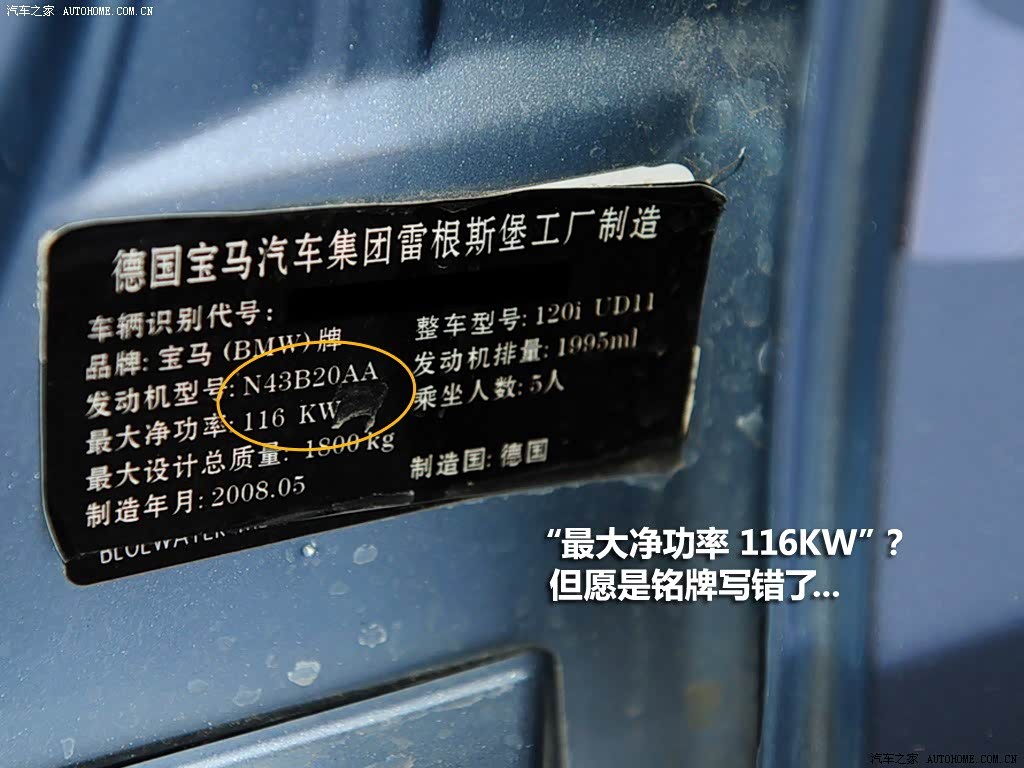 汽车之家 AUTOHOME.COM.CN
德国宝马汽车集团雷根斯堡工厂制造
车辆识别代号:
整车型号: 120i UD11
品牌: 宝马 (BMW) 牌
发动机排量: 1995ml
发动机型号: N43B20AA
乘坐人数: 5人
最大净功率: 116 KW
最大设计总质量: 1800 kg
制造国: 德国
制造年月: 2008.05
BLUEWATER
“最大净功率 116KW”?
但愿是铭牌写错了...
汽车之家 AUTOHOME.COM.CN